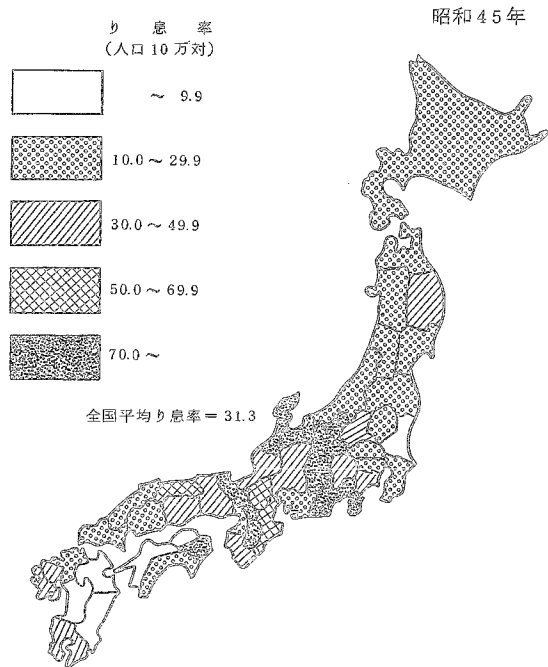 昭和45年
り息率
(人口10万対)
～ 9.9
10.0 ～ 29.9
30.0 ～ 49.9
50.0 ～ 69.9
70.0 ～
全国平均り息率 = 31.3